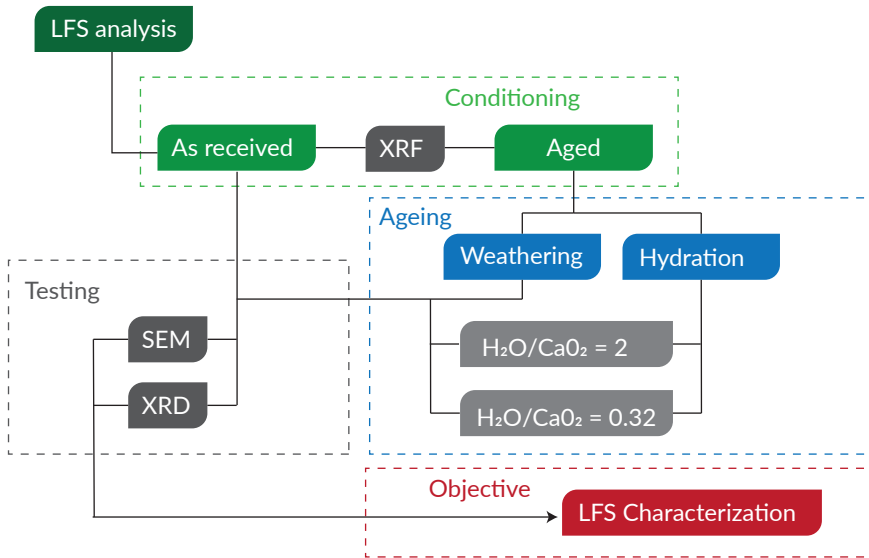 LFS analysis
Conditioning
As received
XRF
Aged
Ageing
Weathering
Hydration
Testing
SEM
H₂O/Ca0₂ = 2
XRD
H₂O/Ca0₂ = 0.32
Objective
LFS Characterization